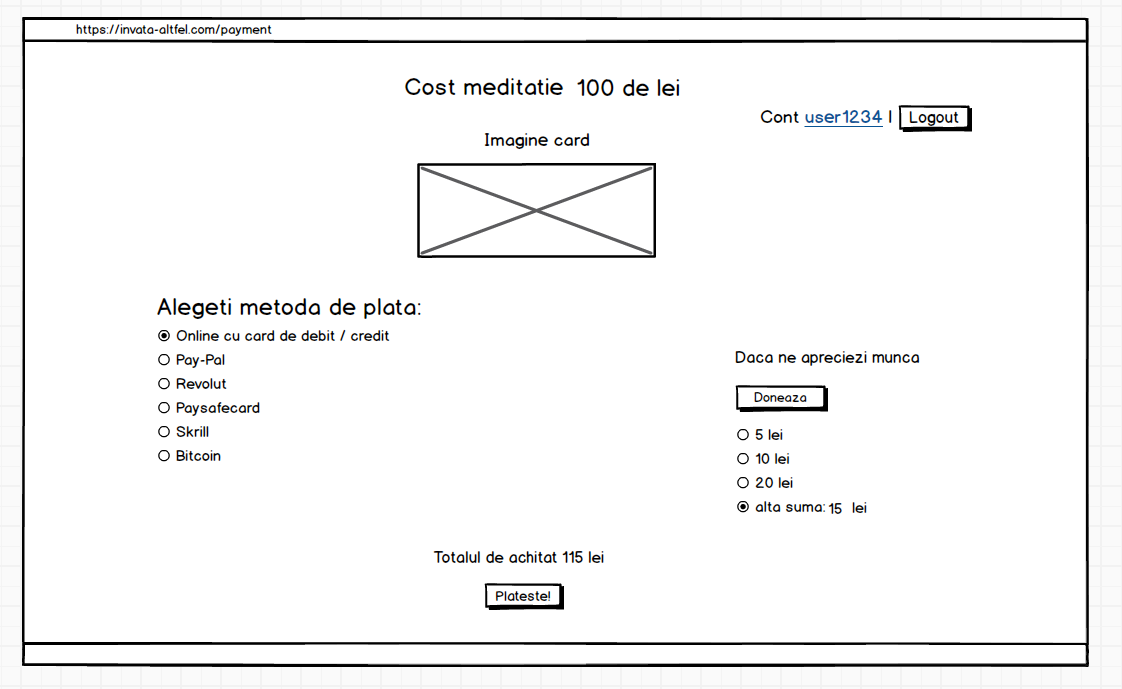 https://invata-altfel.com/payment
Cost meditatie 100 de lei
Cont user1234 | Logout
Imagine card
Alegeti metoda de plata:
Online cu card de debit / credit
Pay-Pal
Revolut
Paysafecard
Skrill
Bitcoin
Daca ne apreciezi munca
Doneaza
5 lei
10 lei
20 lei
alta suma: 15 lei
Totalul de achitat 115 lei
Plateste!